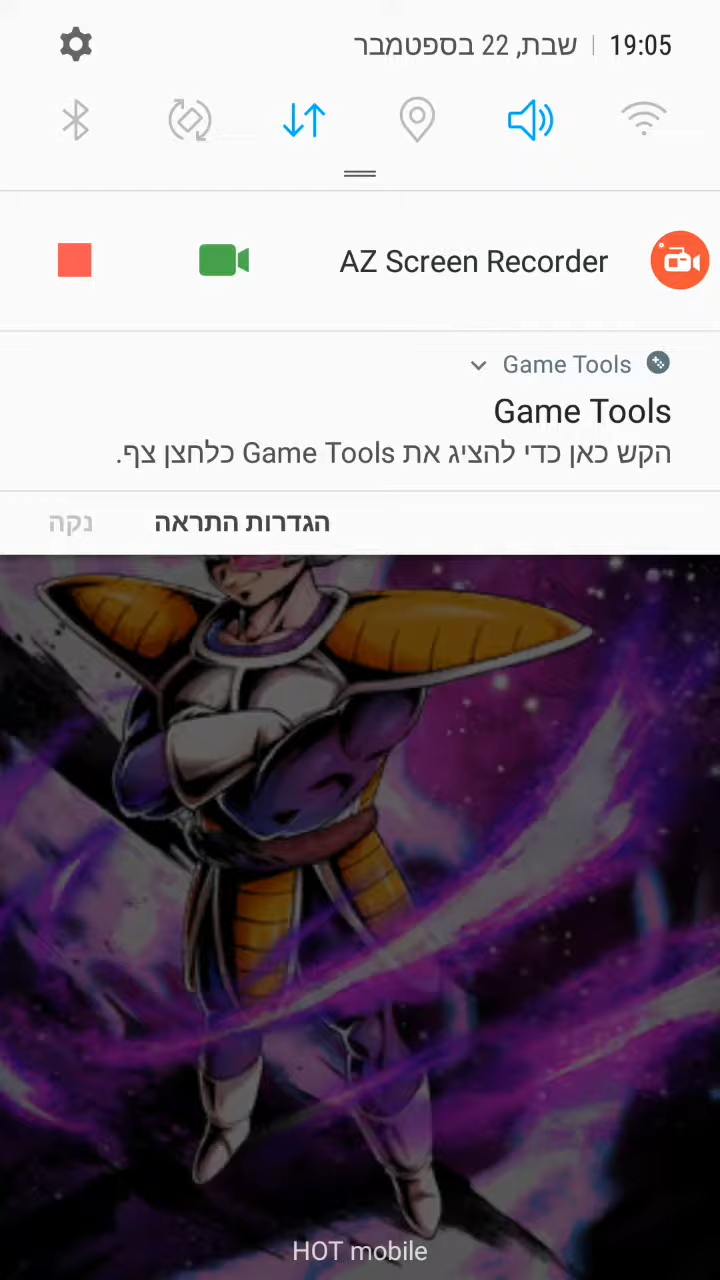 19:05 | שבת, 22 בספטמבר
AZ Screen Recorder
Game Tools
Game Tools
הקש כאן כדי להציג את Game Tools כלחצן צף.
הגדרות התראה נקה
HOT mobile